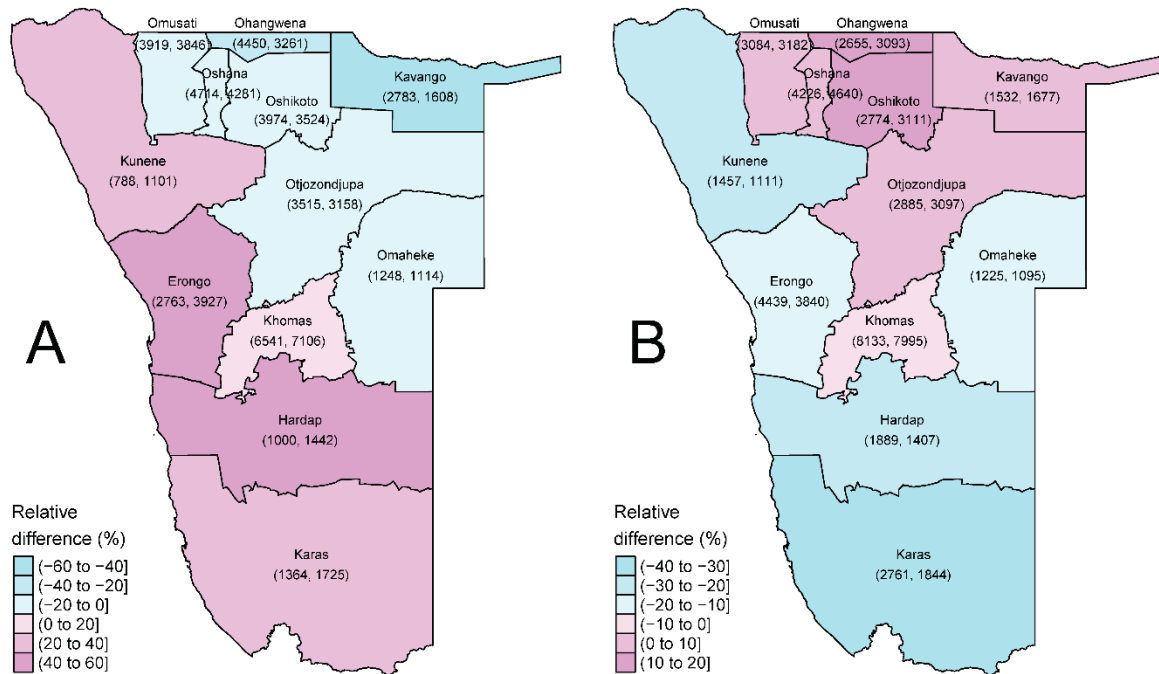 Omusati
(3919, 3846)
Ohangwena
(4450, 3261)
Oshana
(4714, 4281)
Oshikoto
(3974, 3524)
Kavango
(2783, 1608)
Kunene
(788, 1101)
Otjozondjupa
(3515, 3158)
Omaheke
(1248, 1114)
Erongo
(2763, 3927)
Khomas
(6541, 7106)
A
Hardap
(1000, 1442)
Karas
(1364, 1725)
Relative
difference (%)
(−60 to −40]
(−40 to −20]
(−20 to 0]
(0 to 20]
(20 to 40]
(40 to 60]
Omusati
(3084, 3182)
Ohangwena
(2655, 3093)
Oshana
(4226, 4640)
Oshikoto
(2774, 3111)
Kavango
(1532, 1677)
Kunene
(1457, 1111)
Otjozondjupa
(2885, 3097)
Omaheke
(1225, 1095)
Erongo
(4439, 3840)
Khomas
(8133, 7995)
B
Hardap
(1889, 1407)
Karas
(2761, 1844)
Relative
difference (%)
(−40 to −30]
(−30 to −20]
(−20 to −10]
(−10 to 0]
(0 to 10]
(10 to 20]